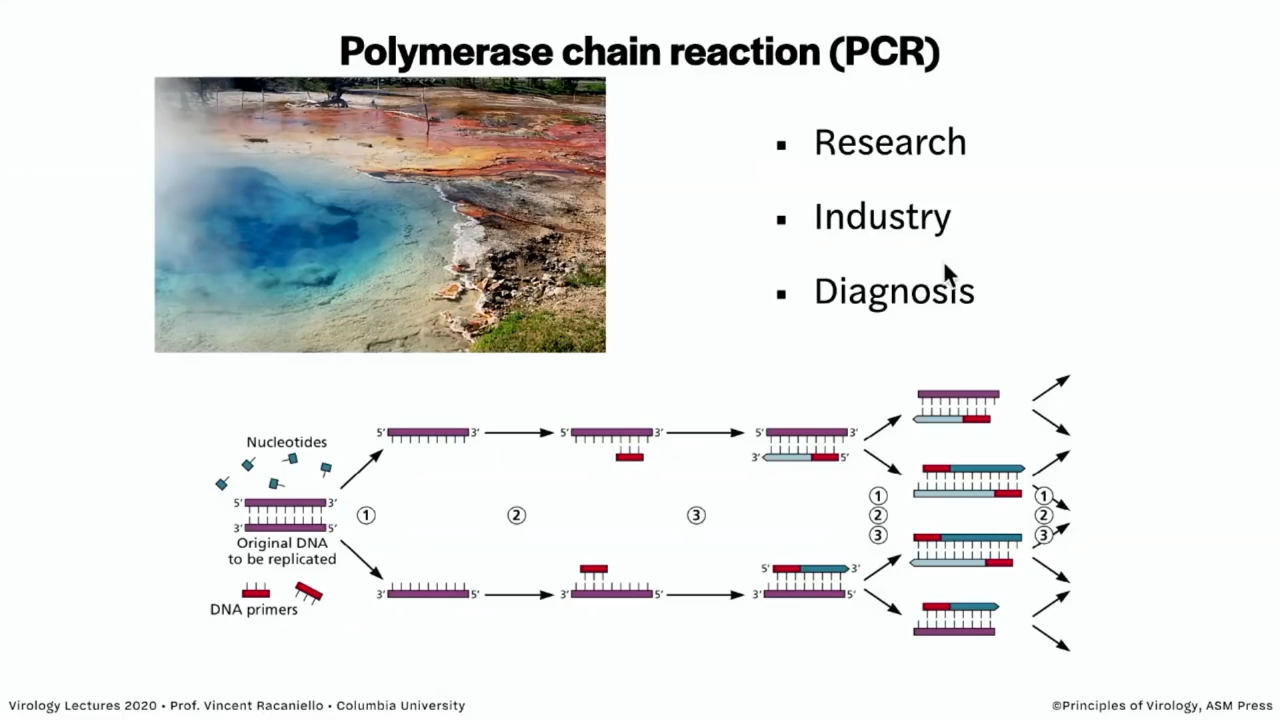 Polymerase chain reaction (PCR)
▪ Research
▪ Industry
▪ Diagnosis
Nucleotides
5' 3'
3' 5'
Original DNA
to be replicated
DNA primers
1
5' 3'
3' 5'
2
5' 3'
3' 5'
3
5' 3'
3' 5'
5' 3'
3' 5'
1
2
3
1
2
3
Virology Lectures 2020 • Prof. Vincent Racaniello • Columbia University
©Principles of Virology, ASM Press